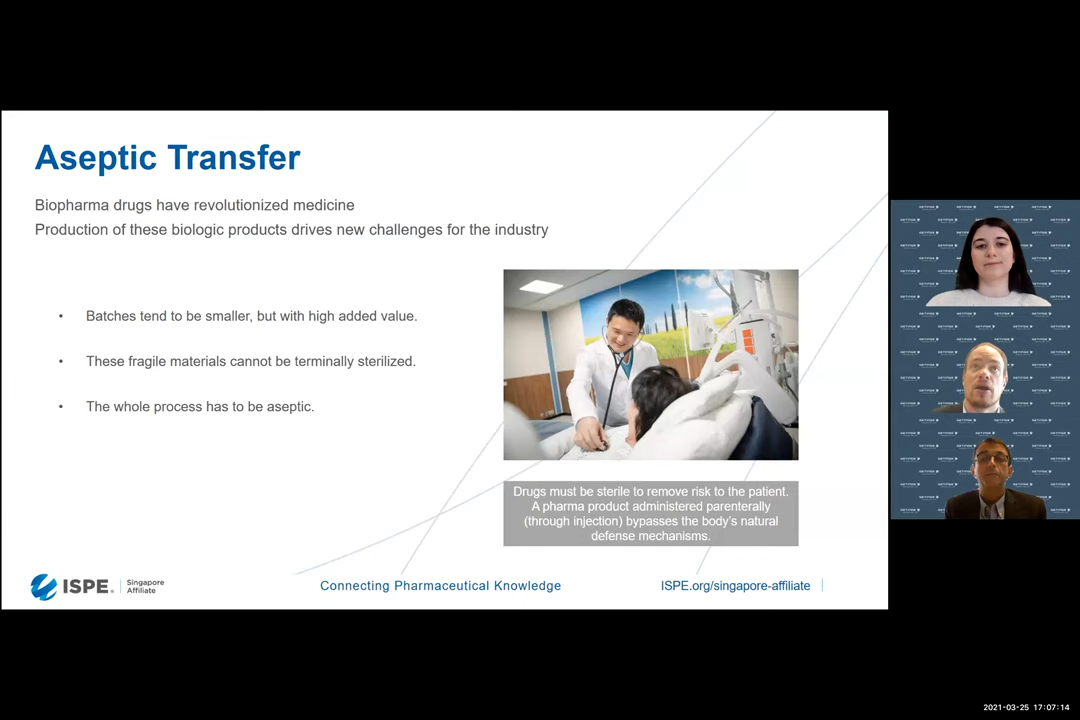 Aseptic Transfer
Biopharma drugs have revolutionized medicine
Production of these biologic products drives new challenges for the industry
• Batches tend to be smaller, but with high added value.
• These fragile materials cannot be terminally sterilized.
• The whole process has to be aseptic.
Drugs must be sterile to remove risk to the patient.
A pharma product administered parenterally
(through injection) bypasses the body's natural
defense mechanisms.
ISPE®
Singapore
Affiliate
Connecting Pharmaceutical Knowledge
ISPE.org/singapore-affiliate
2021-03-25 17:07:14